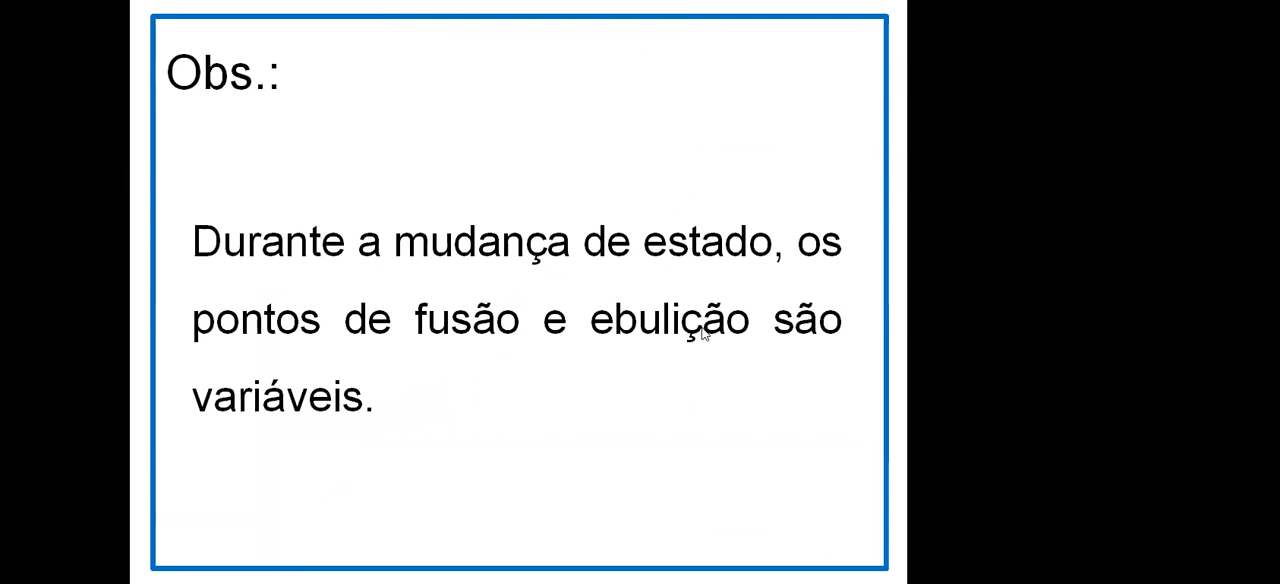 Obs.:
Durante a mudança de estado, os
pontos de fusão e ebulição são
variáveis.